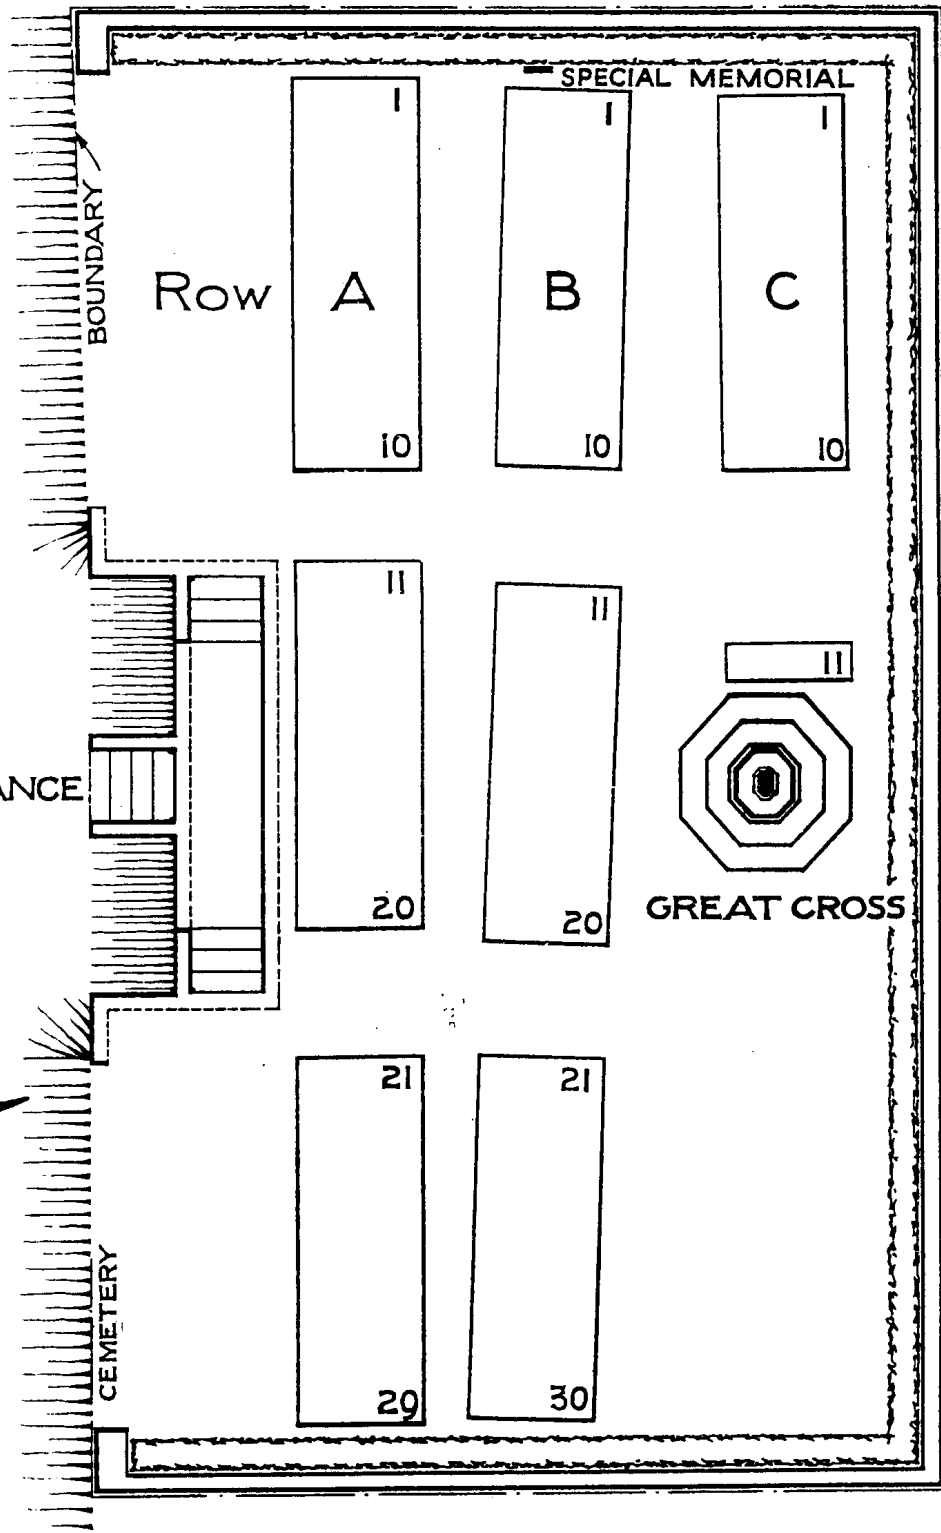 SPECIAL MEMORIAL
1 1 1
BOUNDARY
Row A B C
10 10 10
11 11
11
ANCE
20 20
GREAT CROSS
21 21
CEMETERY
29 30